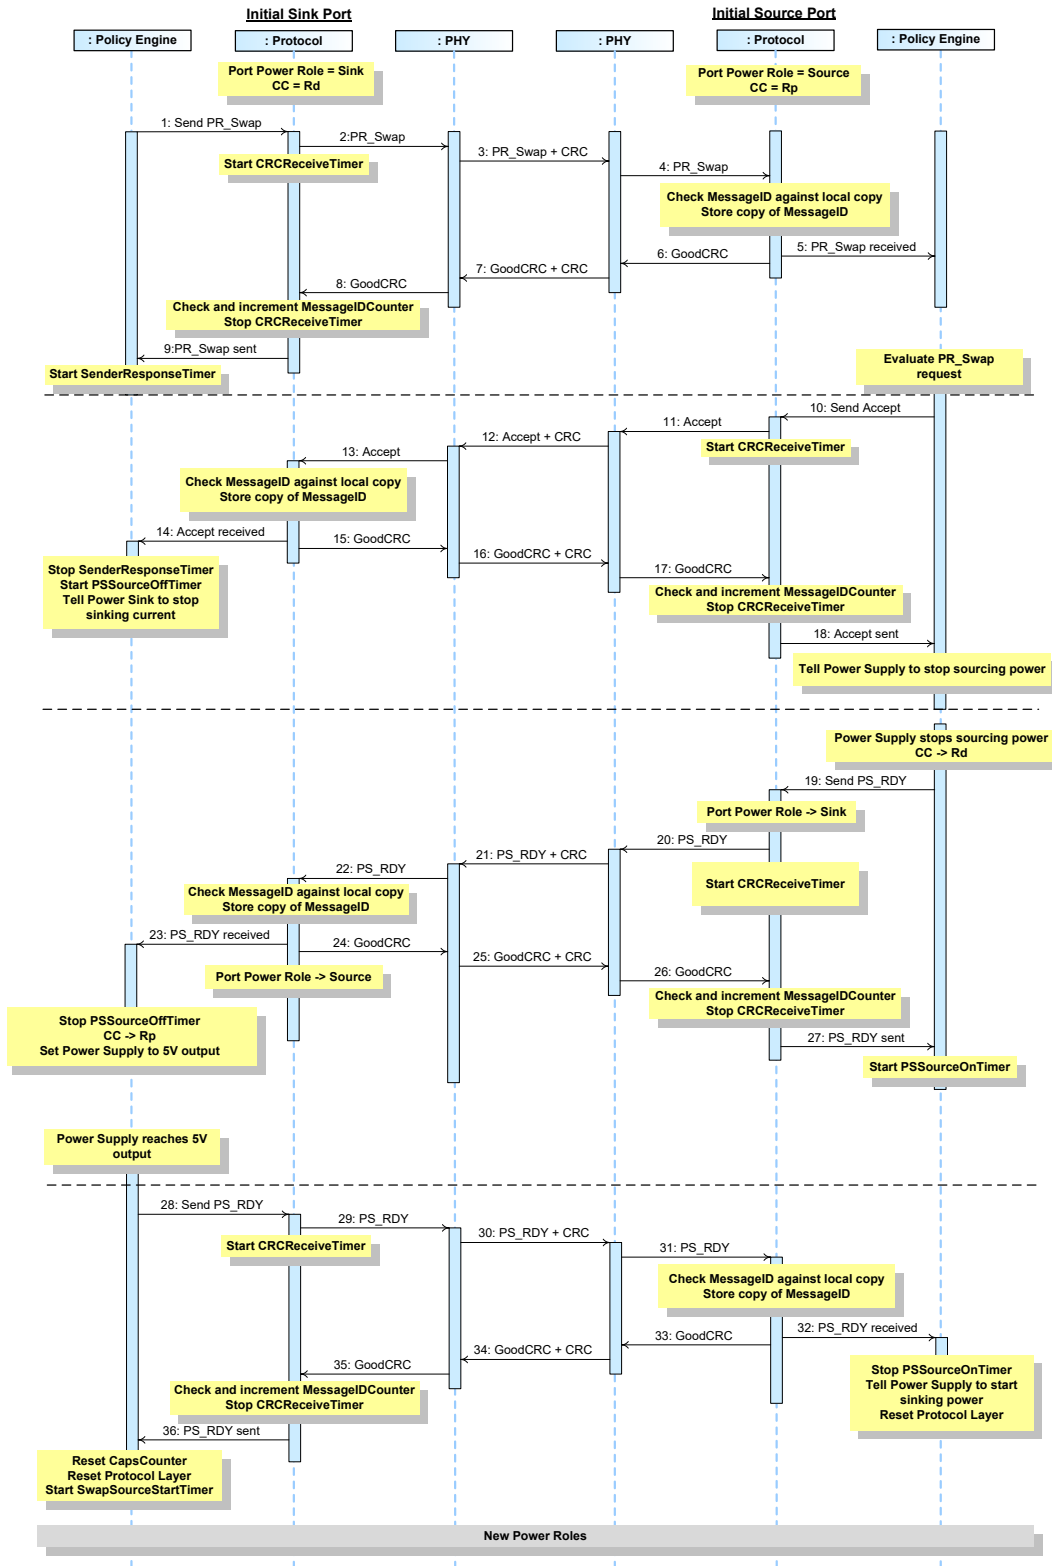 Initial Sink Port
Initial Source Port
: Policy Engine
: Protocol
: PHY
: PHY
: Protocol
: Policy Engine
Port Power Role = Sink
CC = Rd
Port Power Role = Source
CC = Rp
1: Send PR_Swap
2:PR_Swap
Start CRCReceiveTimer
3: PR_Swap + CRC
4: PR_Swap
Check MessageID against local copy
Store copy of MessageID
5: PR_Swap received
6: GoodCRC
7: GoodCRC + CRC
8: GoodCRC
Check and increment MessageIDCounter
Stop CRCReceiveTimer
9:PR_Swap sent
Start SenderResponseTimer
Evaluate PR_Swap
request
10: Send Accept
11: Accept
Start CRCReceiveTimer
12: Accept + CRC
13: Accept
Check MessageID against local copy
Store copy of MessageID
14: Accept received
15: GoodCRC
16: GoodCRC + CRC
17: GoodCRC
Stop SenderResponseTimer
Start PSSourceOffTimer
Tell Power Sink to stop
sinking current
Check and increment MessageIDCounter
Stop CRCReceiveTimer
18: Accept sent
Tell Power Supply to stop sourcing power
Power Supply stops sourcing power
CC -> Rd
19: Send PS_RDY
Port Power Role -> Sink
20: PS_RDY
21: PS_RDY + CRC
22: PS_RDY
Start CRCReceiveTimer
Check MessageID against local copy
Store copy of MessageID
23: PS_RDY received
24: GoodCRC
25: GoodCRC + CRC
26: GoodCRC
Port Power Role -> Source
Check and increment MessageIDCounter
Stop CRCReceiveTimer
Stop PSSourceOffTimer
CC -> Rp
Set Power Supply to 5V output
27: PS_RDY sent
Start PSSourceOnTimer
Power Supply reaches 5V
output
28: Send PS_RDY
29: PS_RDY
Start CRCReceiveTimer
30: PS_RDY + CRC
31: PS_RDY
Check MessageID against local copy
Store copy of MessageID
32: PS_RDY received
33: GoodCRC
34: GoodCRC + CRC
35: GoodCRC
Stop PSSourceOnTimer
Tell Power Supply to start
sinking power
Reset Protocol Layer
Check and increment MessageIDCounter
Stop CRCReceiveTimer
36: PS_RDY sent
Reset CapsCounter
Reset Protocol Layer
Start SwapSourceStartTimer
New Power Roles